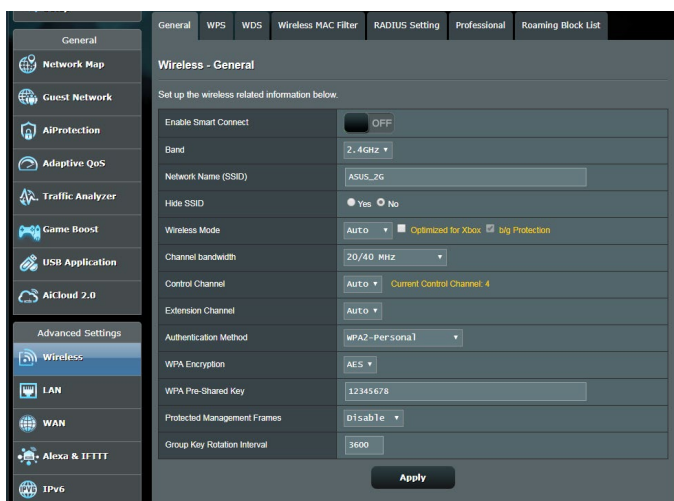 General WPS WDS Wireless MAC Filter RADIUS Setting Professional Roaming Block List
General
Network Map
Guest Network
AiProtection
Adaptive QoS
Traffic Analyzer
Game Boost
USB Application
AiCloud 2.0
Advanced Settings
Wireless
LAN
WAN
Alexa & IFTTT
IPv6
Wireless - General
Set up the wireless related information below.
Enable Smart Connect OFF
Band 2.4GHz
Network Name (SSID) ASUS_2G
Hide SSID Yes No
Wireless Mode Auto Optimized for Xbox b/g Protection
Channel bandwidth 20/40 MHz
Control Channel Auto Current Control Channel: 4
Extension Channel Auto
Authentication Method WPA2-Personal
WPA Encryption AES
WPA Pre-Shared Key 12345678
Protected Management Frames Disable
Group Key Rotation Interval 3600
Apply